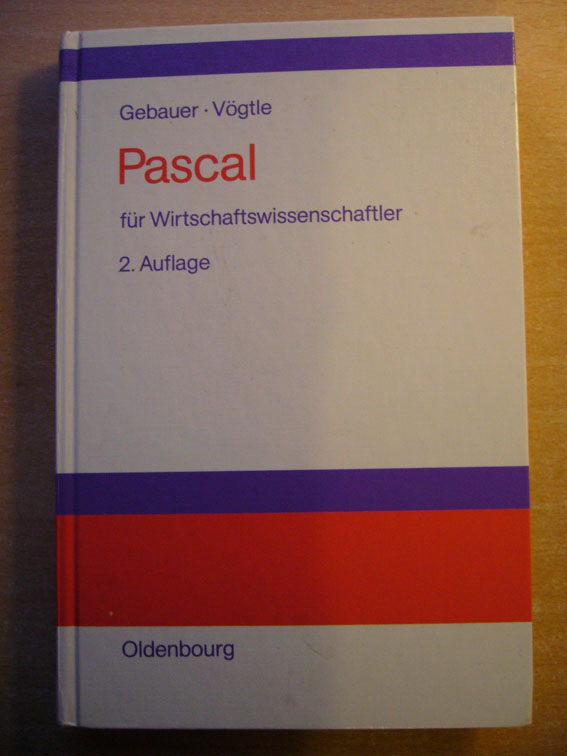 Gebauer · Vögtle
Pascal
für Wirtschaftswissenschaftler
2. Auflage
Oldenbourg